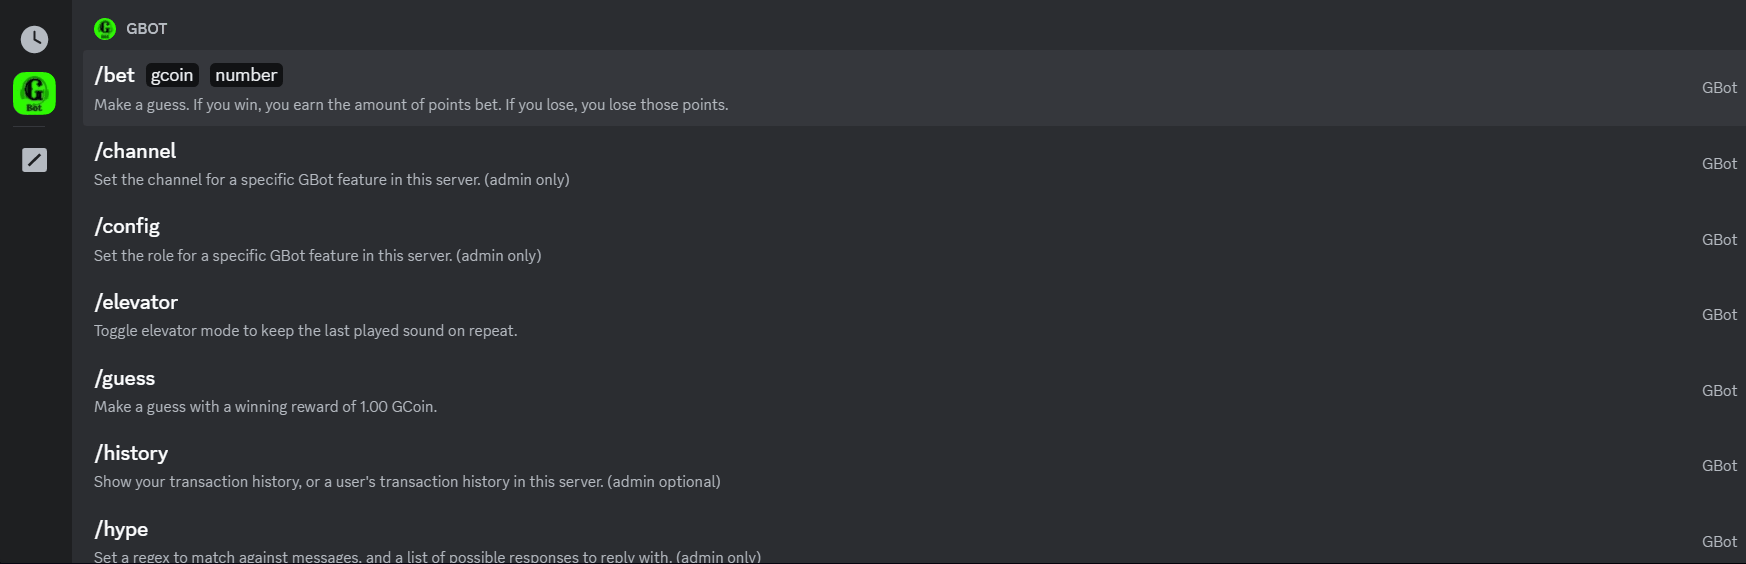 GBOT
/bet gcoin number
Make a guess. If you win, you earn the amount of points bet. If you lose, you lose those points.
GBot
/channel
Set the channel for a specific GBot feature in this server. (admin only)
GBot
/config
Set the role for a specific GBot feature in this server. (admin only)
GBot
/elevator
Toggle elevator mode to keep the last played sound on repeat.
GBot
/guess
Make a guess with a winning reward of 1.00 GCoin.
GBot
/history
Show your transaction history, or a user's transaction history in this server. (admin optional)
GBot
/hype
Set a regex to match against messages, and a list of possible responses to reply with. (admin only)
GBot
G
Bot